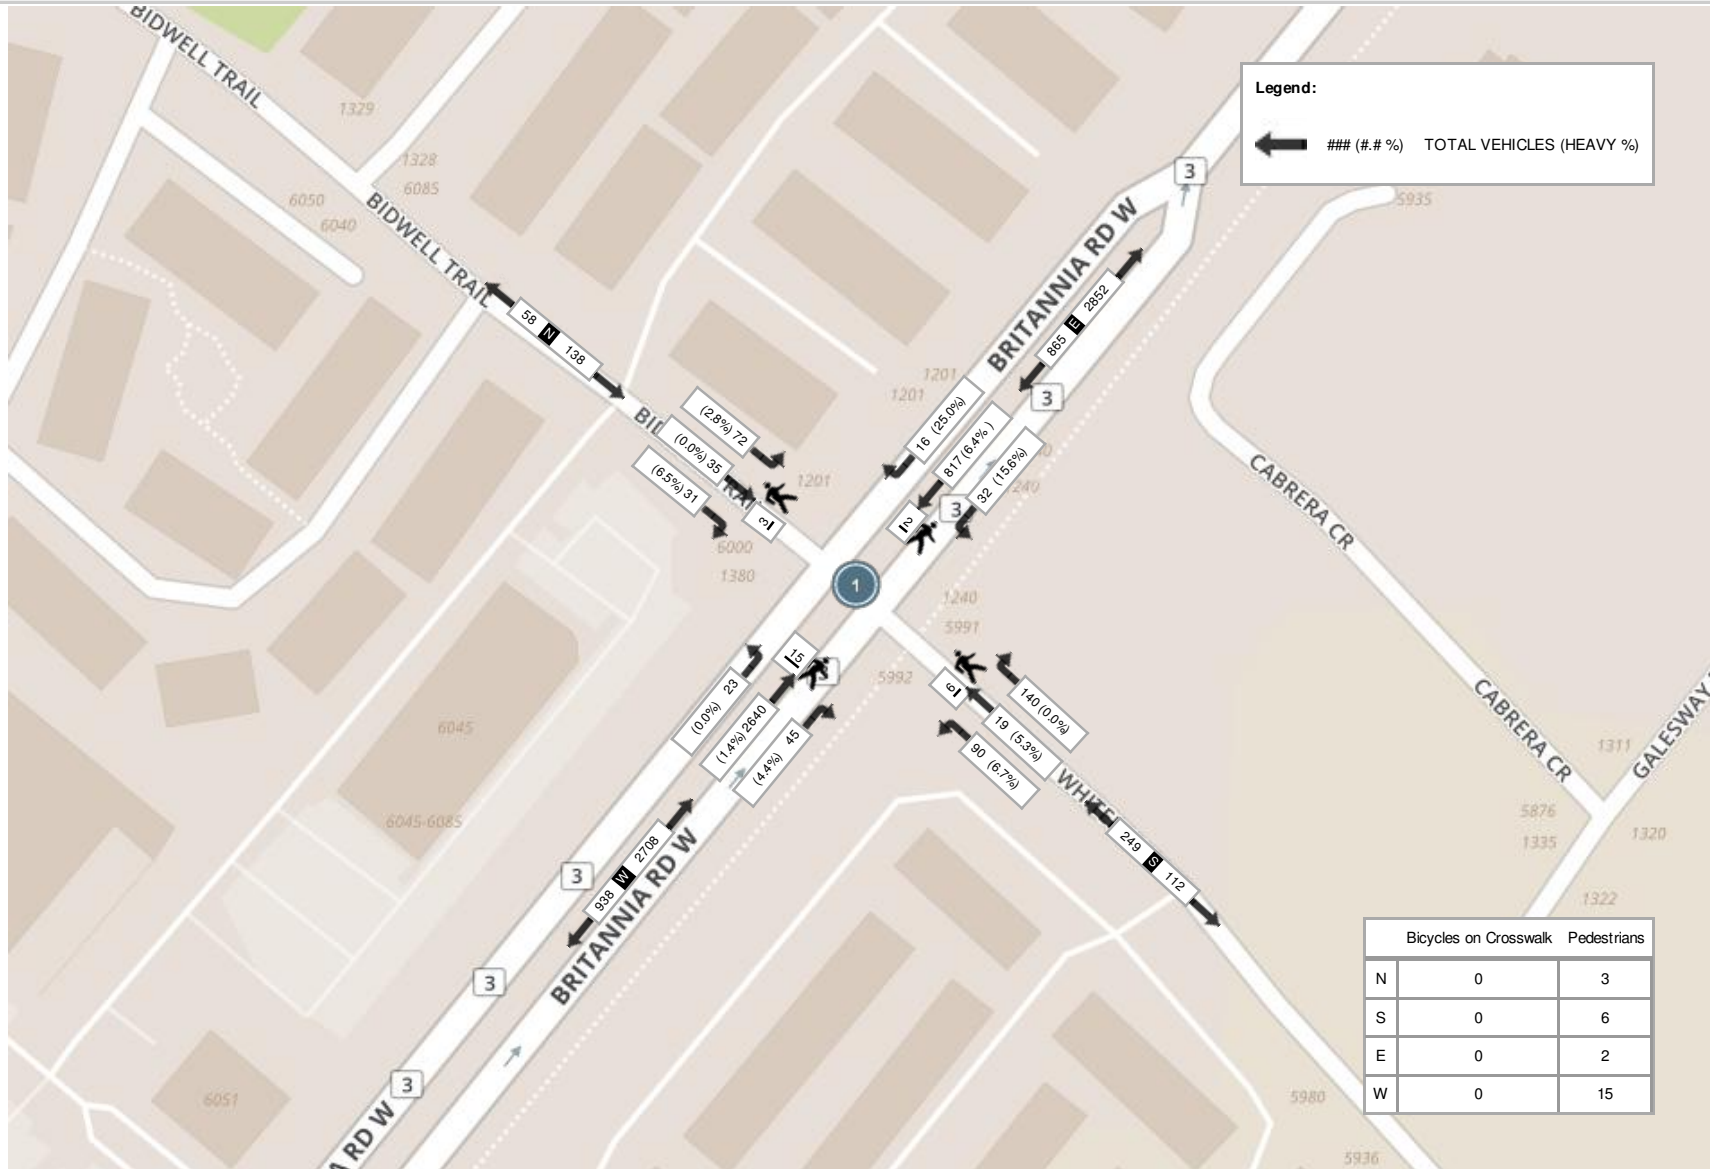 BIDWELL TRAIL
1329
1328
6085
6050
6040
BIDWELL TRAIL
3
BRITANNIA RD W
5935
Legend:
### (#.# %) TOTAL VEHICLES (HEAVY %)
58 N 138
865 E 2852
3
1201
1201
16 (25.0%)
817 (6.4% )
32 (15.6%)
(2.8%) 72
(0.0%) 35
(6.5%) 31
1201
3
2
3
1249
6000
1380
1
1240
5991
5992
CABRERA CR
15
6
(0.0%) 23
(1.4%) 2640
(4.4%) 45
140 (0.0%)
19 (5.3%)
90 (6.7%)
WHITE
6045
6045-6085
249 S 112
938 W 2708
3
BRITANNIA RD W
3
3
CABRERA CR
GALESWAY
1311
5876
1335
1320
1322
Bicycles on Crosswalk Pedestrians
N 0 3
S 0 6
E 0 2
W 0 15
6051
5980
5936
ARD W